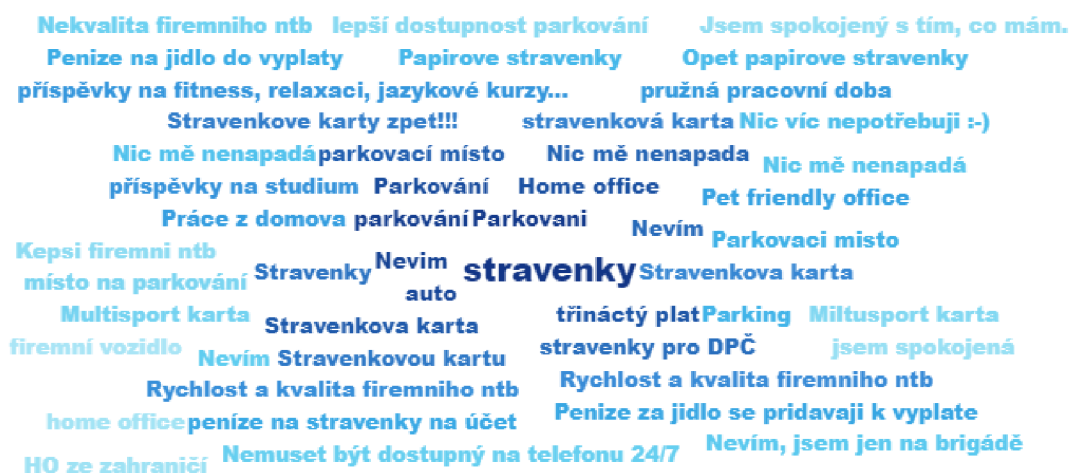 Nekvalita firemniho ntb lepší dostupnost parkování Jsem spokojený s tím, co mám.
Penize na jidlo do vyplaty Papirove stravenky Opet papirove stravenky
příspěvky na fitness, relaxaci, jazykové kurzy... pružná pracovní doba
Stravenkove karty zpet!!! stravenková karta Nic víc nepotřebuji :-)
Nic mě nenapadá parkovací místo Nic mě nenapada Nic mě nenapadá
příspěvky na studium Parkování Home office Pet friendly office
Práce z domova parkování Parkovani Nevím Parkovaci misto
Kepsi firemni ntb
místo na parkování Stravenky Nevim stravenky Stravenkova karta
auto
Multisport karta Stravenkova karta třináctý plat Parking Miltusport karta
firemní vozidlo Nevím Stravenkovou kartu stravenky pro DPČ jsem spokojená
Rychlost a kvalita firemniho ntb Rychlost a kvalita firemniho ntb
home office peníze na stravenky na účet Penize za jidlo se pridavaji k vyplate
HO ze zahraničí Nemuset být dostupný na telefonu 24/7 Nevím, jsem jen na brigádě